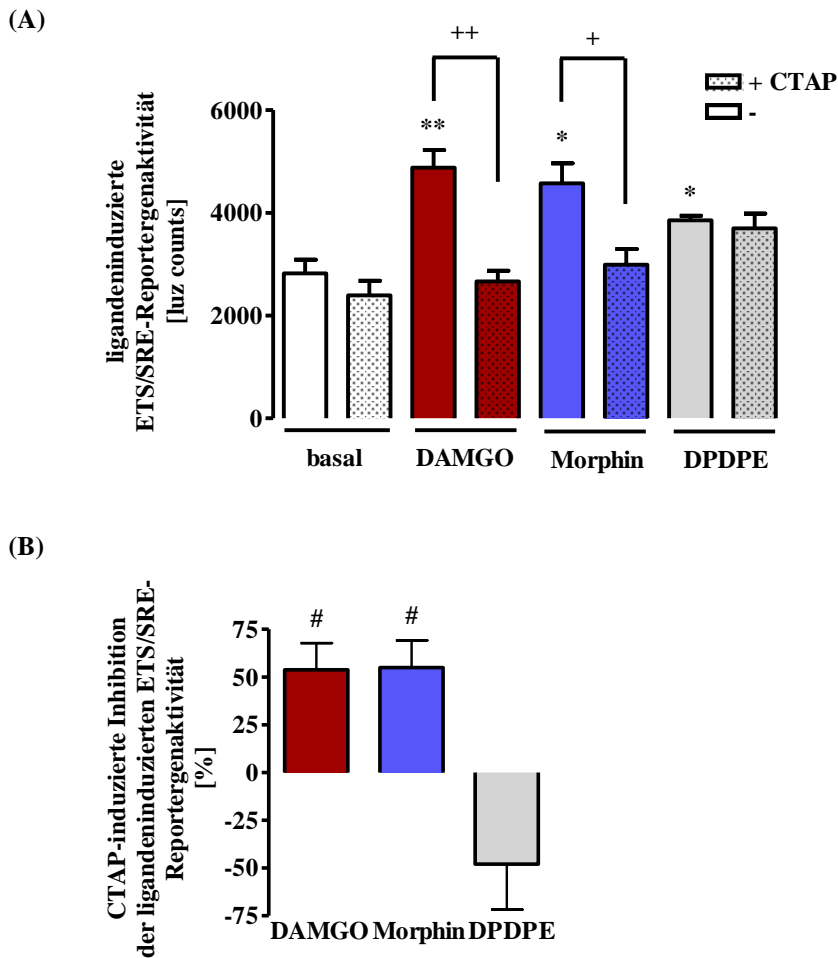 (A)
++
+
+ CTAP
-
ligandeninduzierte
ETS/SRE-Reportergenaktivität
[luz counts]
6000
4000
2000
0
**
*
*
basal
DAMGO
Morphin
DPDPE
(B)
CTAP-induzierte Inhibition
der ligandeninduzierten ETS/SRE-
Reportergenaktivität
[%]
75
50
25
0
-25
-50
-75
#
#
DAMGO
Morphin
DPDPE